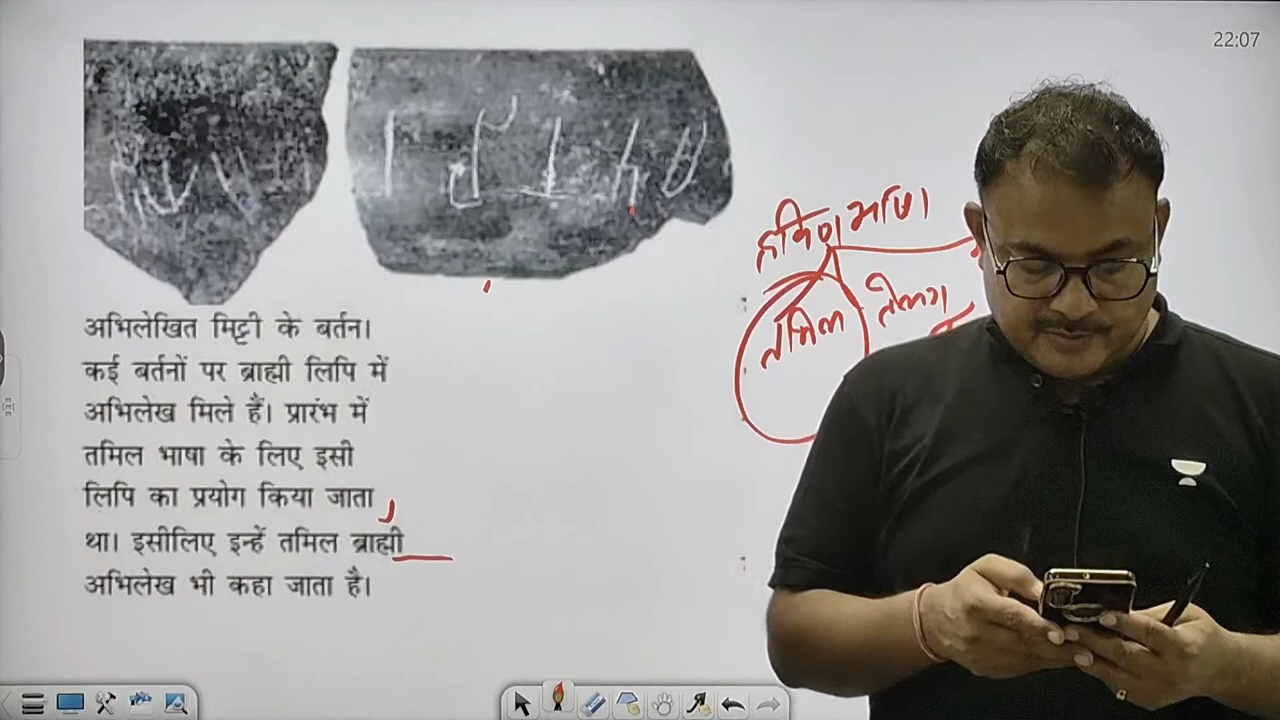 22:07
अभिलेखित मिट्टी के बर्तन।
कई बर्तनों पर ब्राह्मी लिपि में
अभिलेख मिले हैं। प्रारंभ में
तमिल भाषा के लिए इसी
लिपि का प्रयोग किया जाता
था। इसीलिए इन्हें तमिल ब्राह्मी
अभिलेख भी कहा जाता है।
तमिल